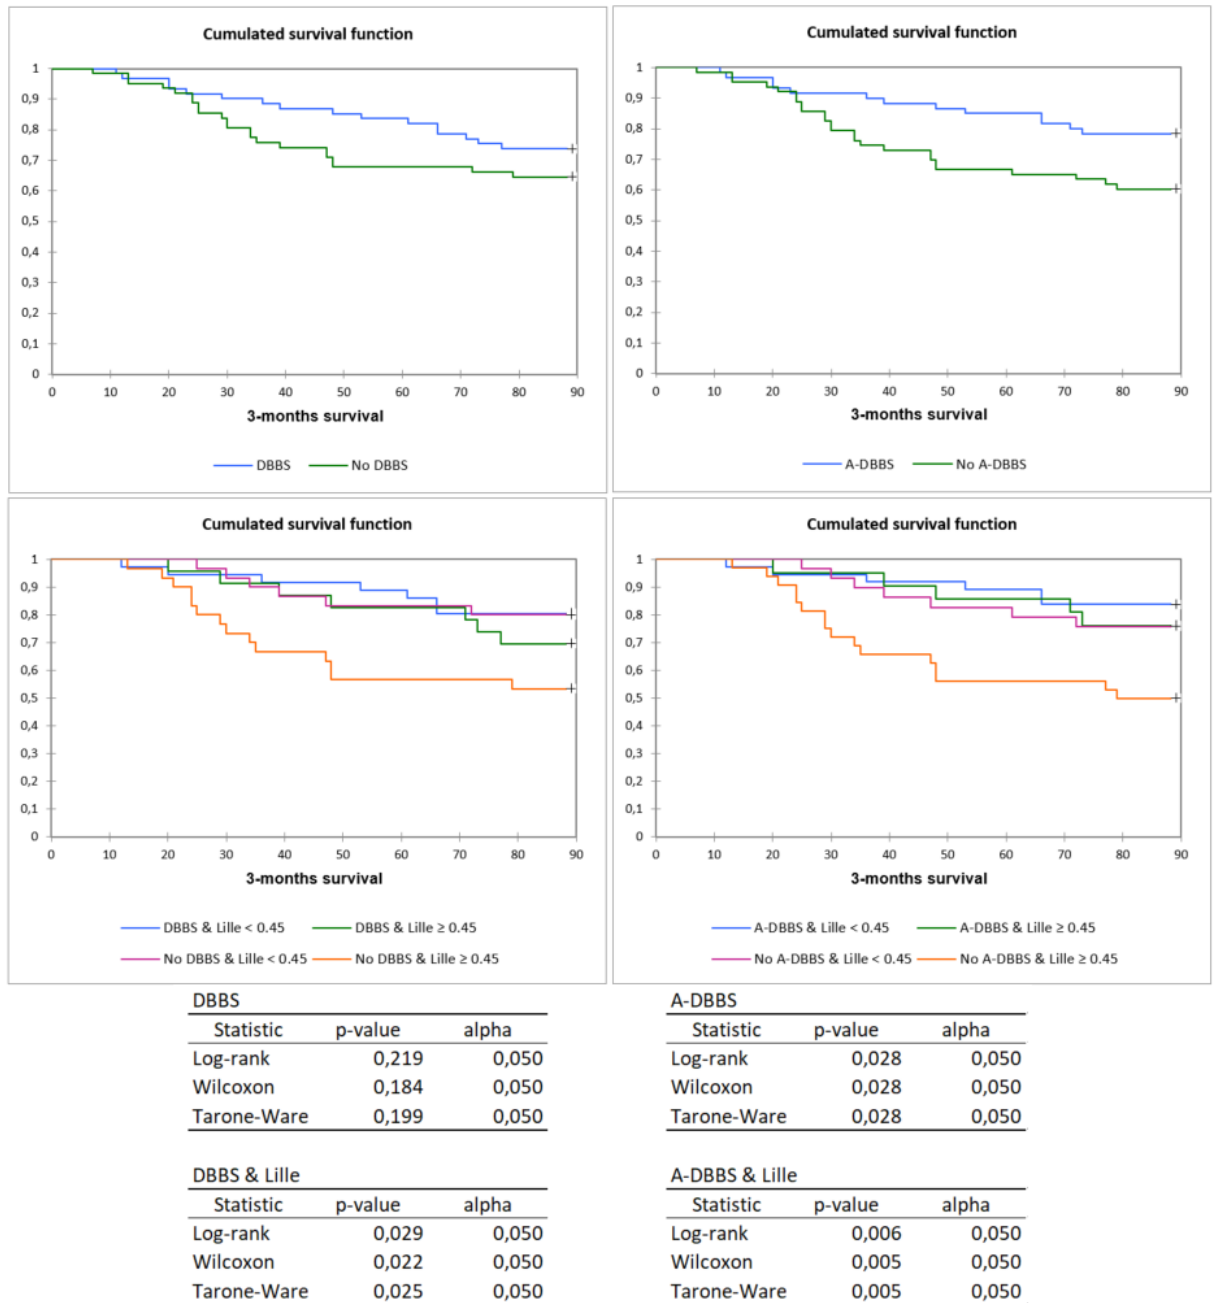 Cumulated survival function
1
0,9
0,8
0,7
0,6
0,5
0,4
0,3
0,2
0,1
0
0 10 20 30 40 50 60 70 80 90
3-months survival
DBBS No DBBS
Cumulated survival function
1
0,9
0,8
0,7
0,6
0,5
0,4
0,3
0,2
0,1
0
0 10 20 30 40 50 60 70 80 90
3-months survival
A-DBBS No A-DBBS
Cumulated survival function
1
0,9
0,8
0,7
0,6
0,5
0,4
0,3
0,2
0,1
0
0 10 20 30 40 50 60 70 80 90
3-months survival
DBBS & Lille < 0.45 DBBS & Lille ≥ 0.45
No DBBS & Lille < 0.45 No DBBS & Lille ≥ 0.45
Cumulated survival function
1
0,9
0,8
0,7
0,6
0,5
0,4
0,3
0,2
0,1
0
0 10 20 30 40 50 60 70 80 90
3-months survival
A-DBBS & Lille < 0.45 A-DBBS & Lille ≥ 0.45
No A-DBBS & Lille < 0.45 No A-DBBS & Lille ≥ 0.45
DBBS
Statistic p-value alpha
Log-rank 0,219 0,050
Wilcoxon 0,184 0,050
Tarone-Ware 0,199 0,050
A-DBBS
Statistic p-value alpha
Log-rank 0,028 0,050
Wilcoxon 0,028 0,050
Tarone-Ware 0,028 0,050
DBBS & Lille
Statistic p-value alpha
Log-rank 0,029 0,050
Wilcoxon 0,022 0,050
Tarone-Ware 0,025 0,050
A-DBBS & Lille
Statistic p-value alpha
Log-rank 0,006 0,050
Wilcoxon 0,005 0,050
Tarone-Ware 0,005 0,050